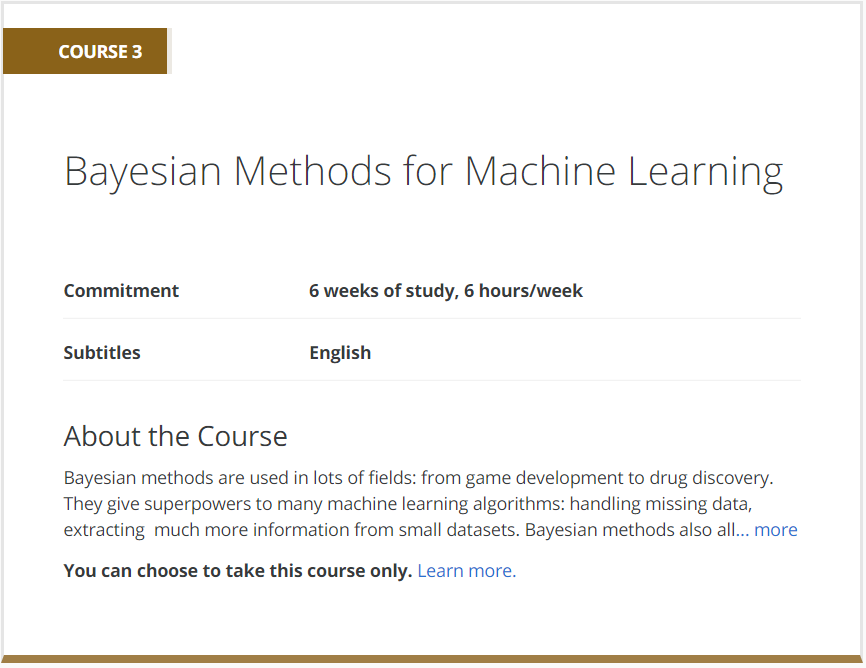 COURSE 3
Bayesian Methods for Machine Learning
Commitment 6 weeks of study, 6 hours/week
Subtitles English
About the Course
Bayesian methods are used in lots of fields: from game development to drug discovery.
They give superpowers to many machine learning algorithms: handling missing data,
extracting  much more information from small datasets. Bayesian methods also all... more
You can choose to take this course only. Learn more.